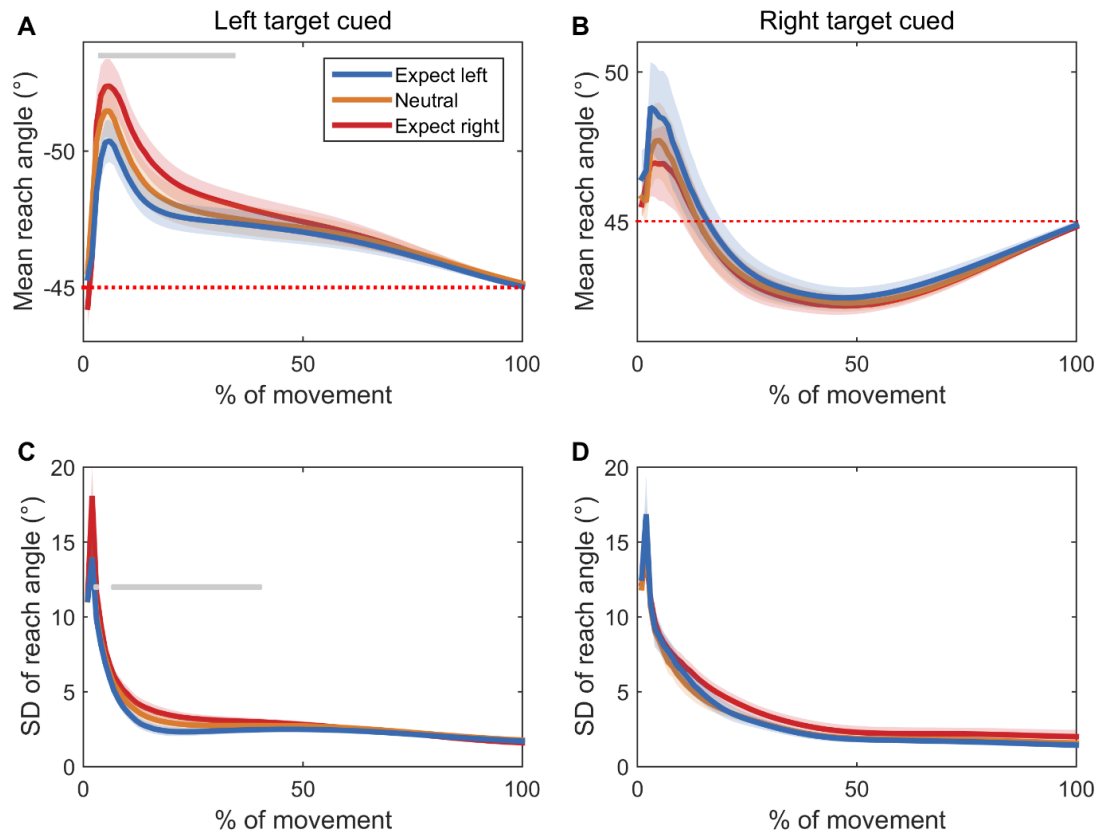 A
Left target cued
Mean reach angle (°)
-50
-45
Expect left
Neutral
Expect right
0
50
100
% of movement
B
Right target cued
Mean reach angle (°)
50
45
0
50
100
% of movement
C
SD of reach angle (°)
20
15
10
5
0
0
50
100
% of movement
D
SD of reach angle (°)
20
15
10
5
0
0
50
100
% of movement